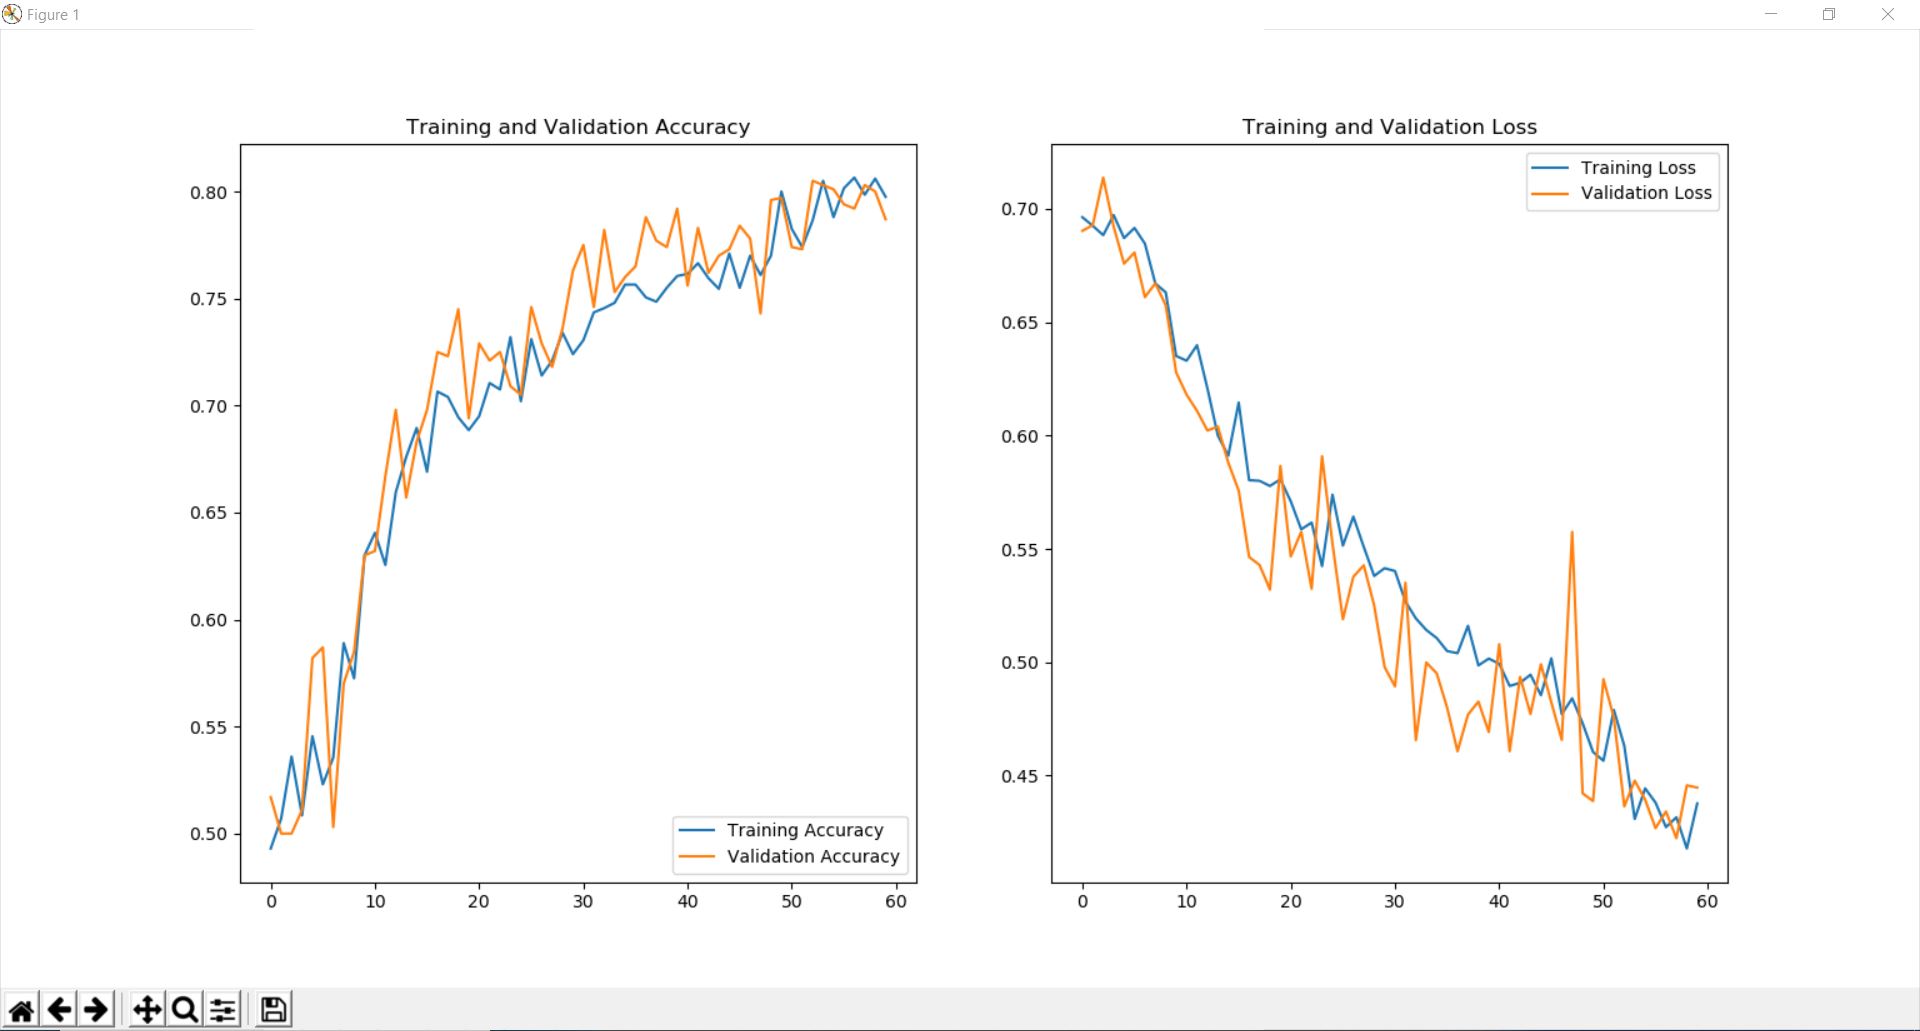 Figure 1
Training and Validation Accuracy
0.80
0.75
0.70
0.65
0.60
0.55
0.50
0 10 20 30 40 50 60
Training Accuracy
Validation Accuracy
Training and Validation Loss
0.70
0.65
0.60
0.55
0.50
0.45
0 10 20 30 40 50 60
Training Loss
Validation Loss